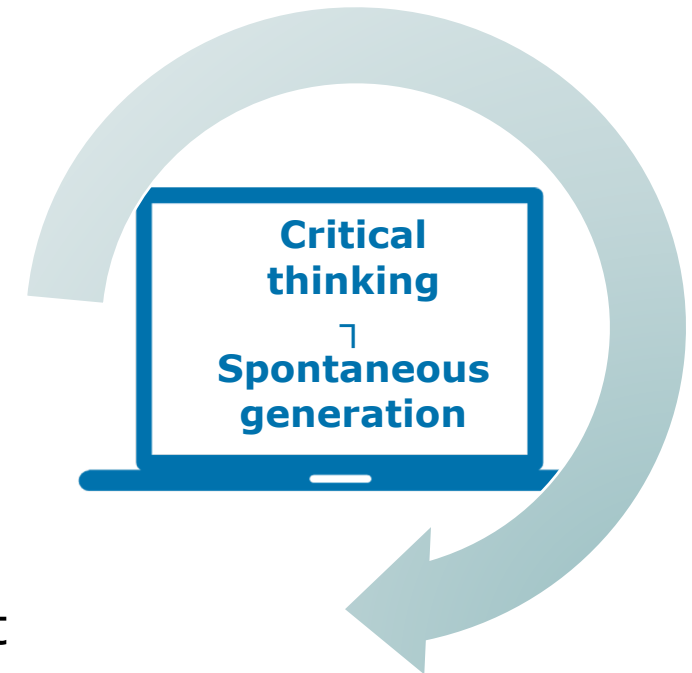 Critical
thinking
┐
Spontaneous
generation
t